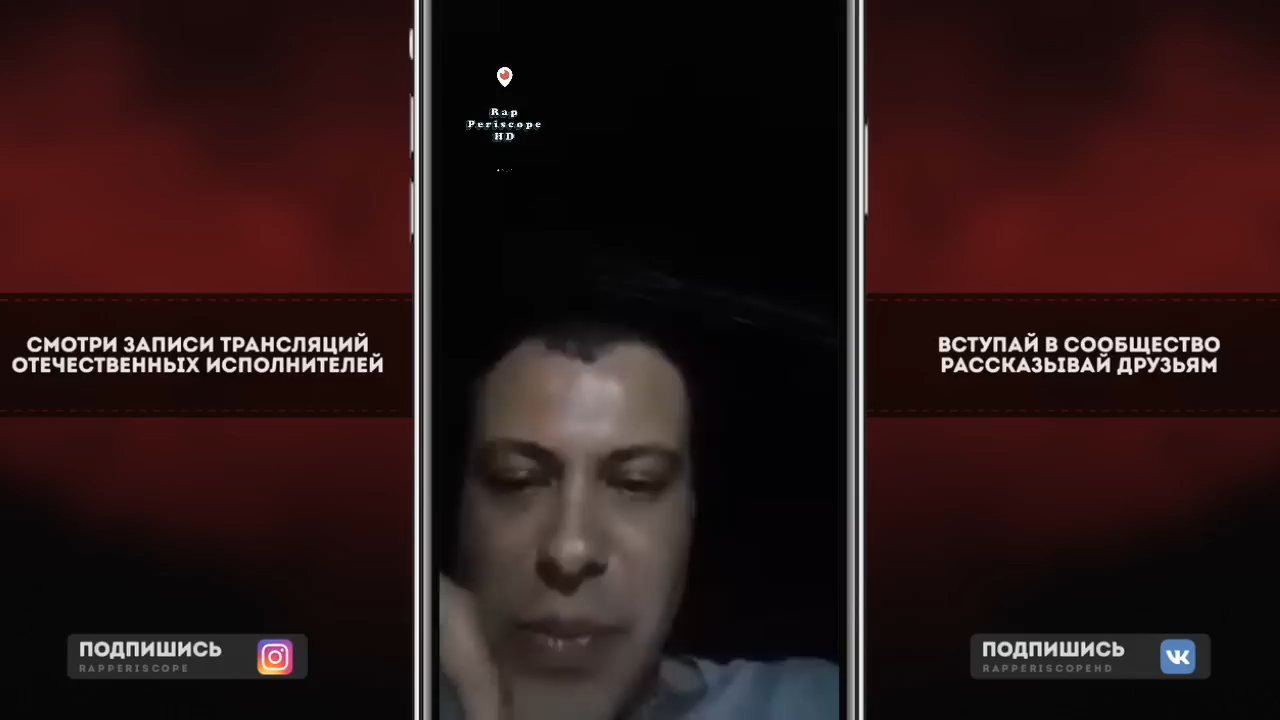 Rap
Periscope
HD
СМОТРИ ЗАПИСИ ТРАНСЛЯЦИЙ
ОТЕЧЕСТВЕННЫХ ИСПОЛНИТЕЛЕЙ
ВСТУПАЙ В СООБЩЕСТВО
РАССКАЗЫВАЙ ДРУЗЬЯМ
ПОДПИШИСЬ
RAPPERISCOPE
ПОДПИШИСЬ
RAPPERISCOPEHD